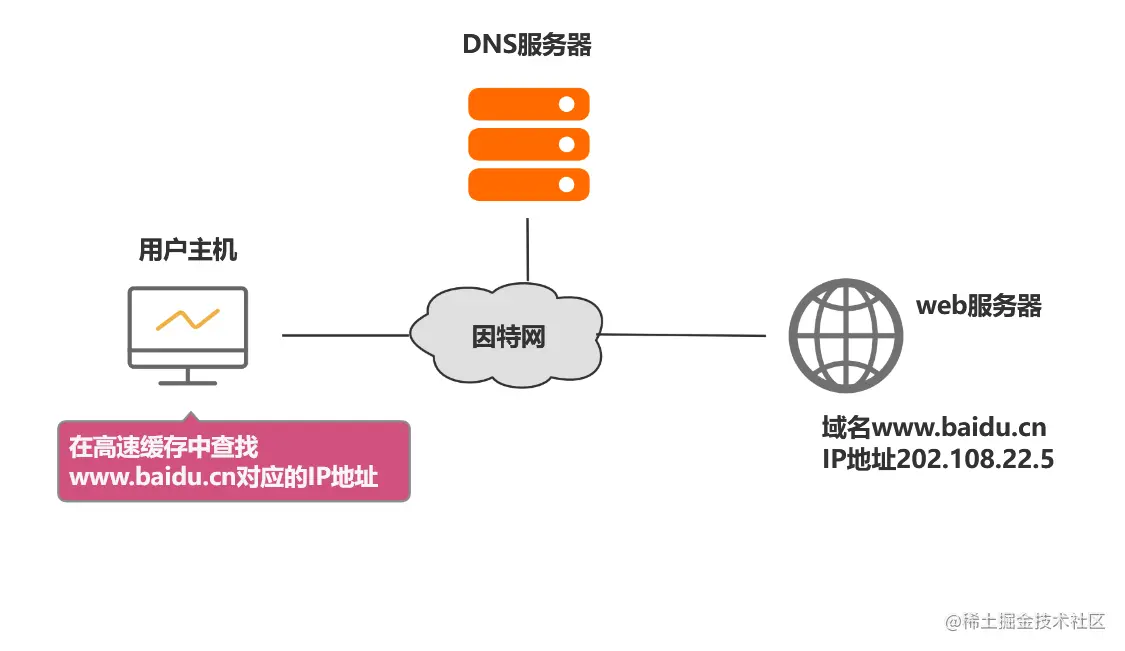 DNS服务器
用户主机
因特网
web服务器
在高速缓存中查找
www.baidu.cn对应的IP地址
域名www.baidu.cn
IP地址202.108.22.5
@稀土掘金技术社区